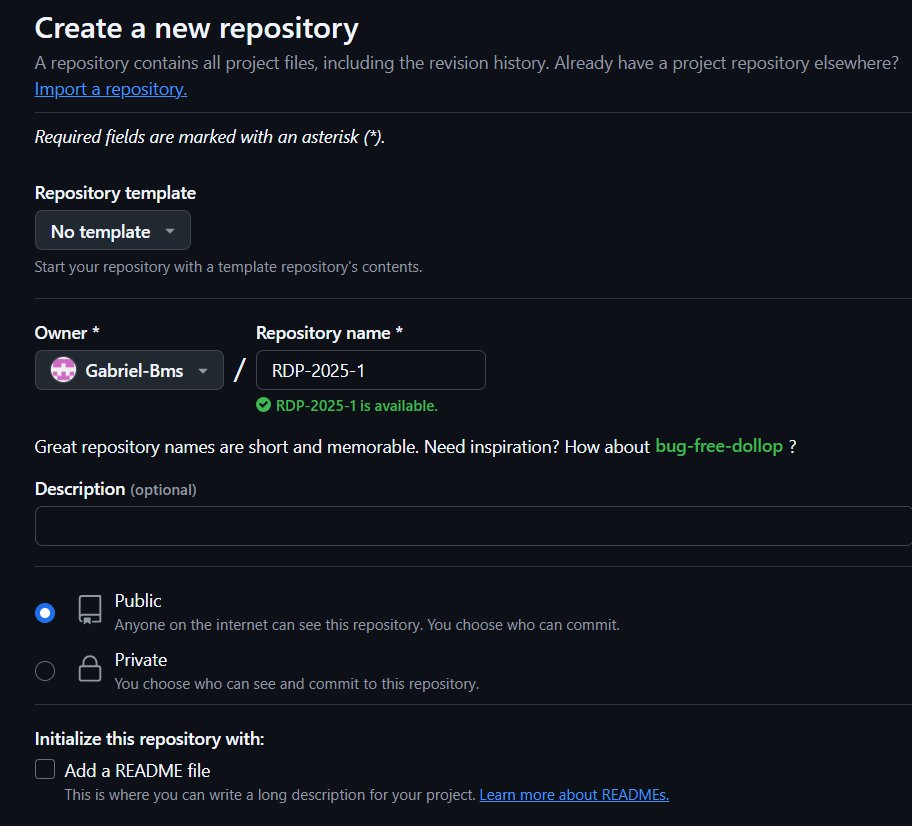 Create a new repository
A repository contains all project files, including the revision history. Already have a project repository elsewhere?
Import a repository.
Required fields are marked with an asterisk (*).
Repository template
No template
Start your repository with a template repository's contents.
Owner *
Repository name *
Gabriel-Bms / RDP-2025-1
RDP-2025-1 is available.
Great repository names are short and memorable. Need inspiration? How about bug-free-dollop ?
Description (optional)
Public
Anyone on the internet can see this repository. You choose who can commit.
Private
You choose who can see and commit to this repository.
Initialize this repository with:
Add a README file
This is where you can write a long description for your project. Learn more about READMEs.